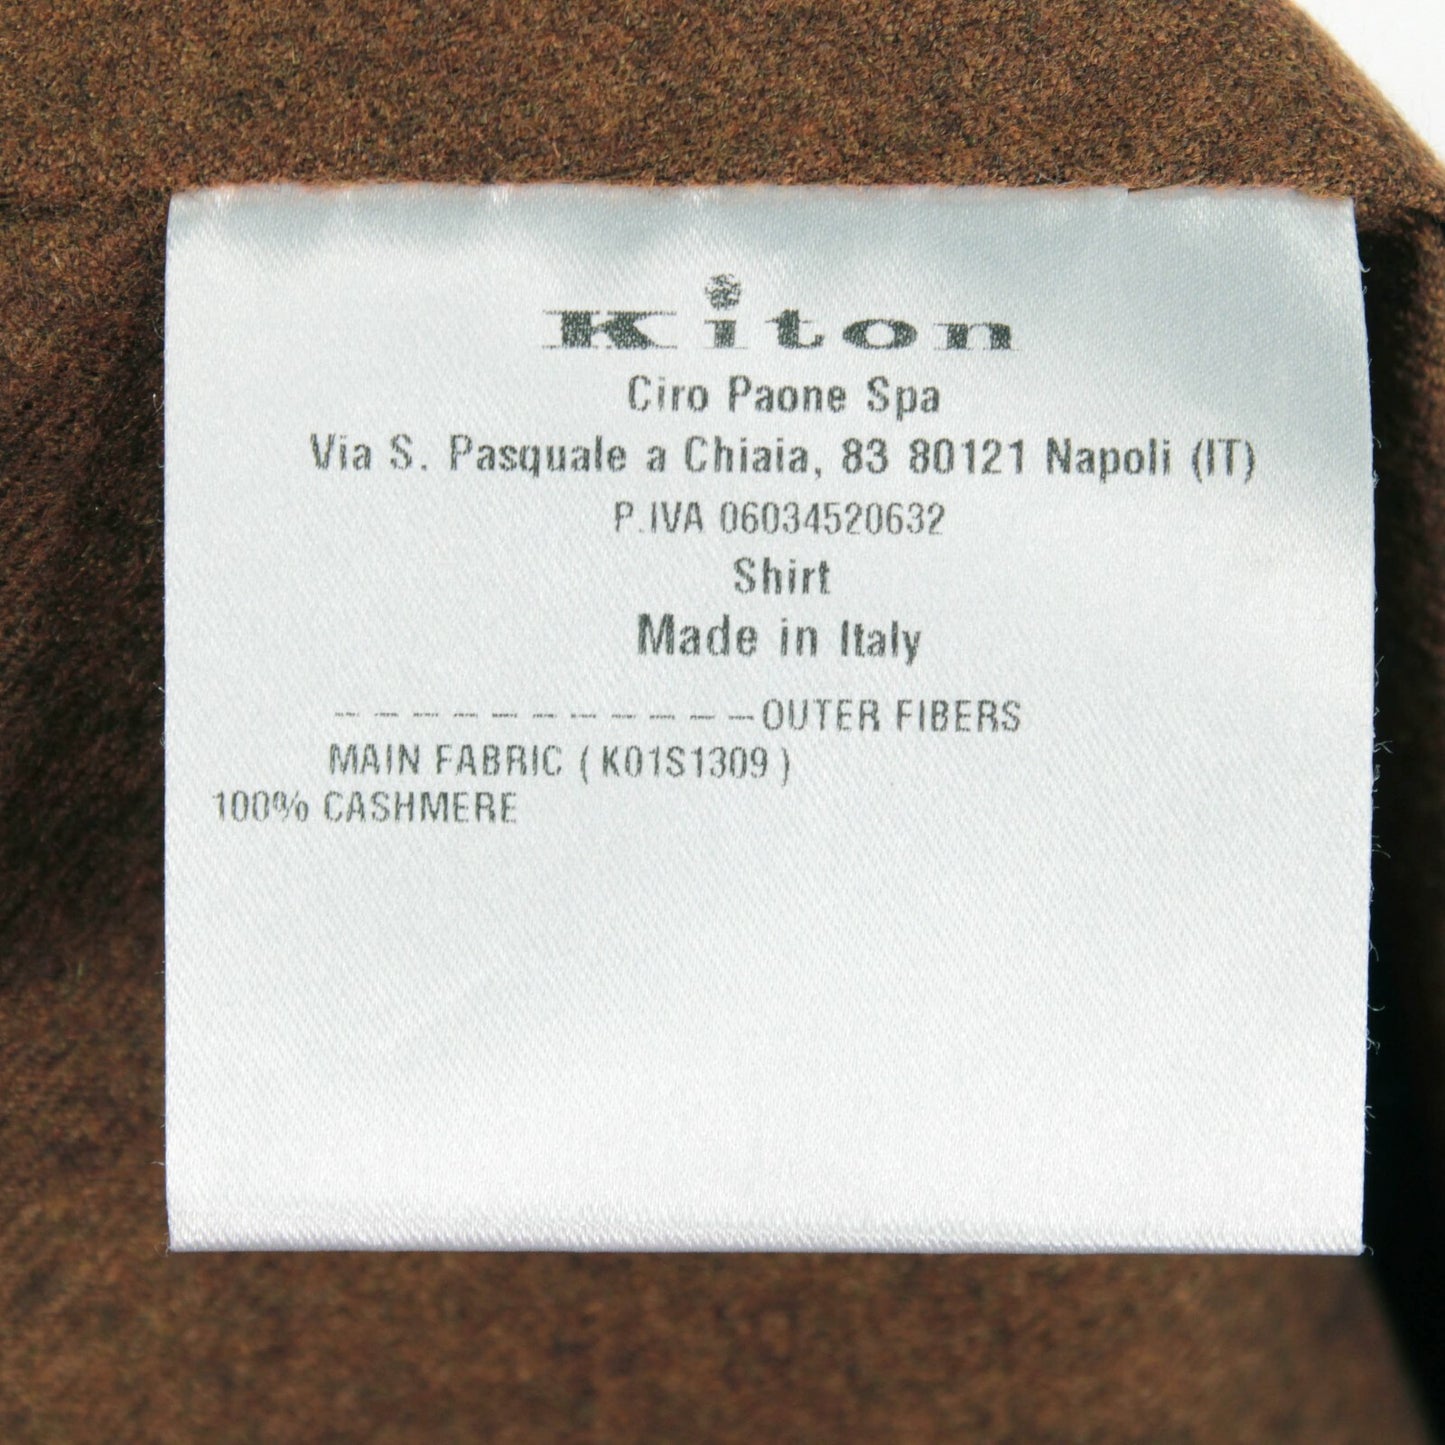 Kiton
Ciro Paone Spa
Via S. Pasquale a Chiaia, 83 80121 Napoli (IT)
P.IVA 06034520632
Shirt
Made in Italy
-----------OUTER FIBERS
MAIN FABRIC ( K01S1309 )
100% CASHMERE